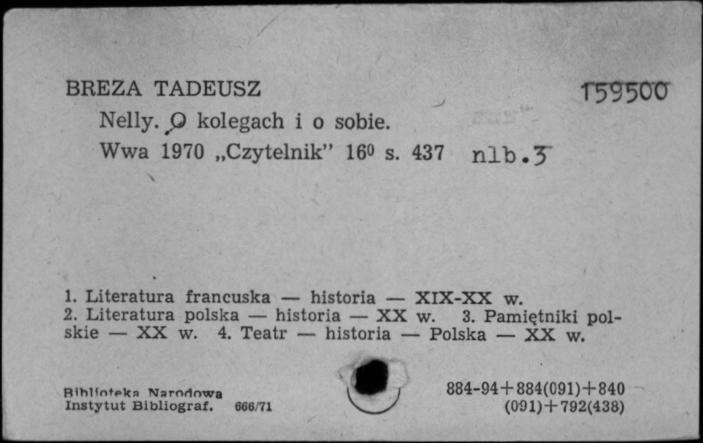 BREZA TADEUSZ 159500
Nelly. O kolegach i o sobie.
Wwa 1970 „Czytelnik” 16⁰ s. 437 nlb.3
1. Literatura francuska — historia — XIX-XX w.
2. Literatura polska — historia — XX w. 3. Pamiętniki pol-
skie — XX w. 4. Teatr — historia — Polska — XX w.
Biblioteka Narodowa 884-94+884(091)+840
Instytut Bibliograf. 666/71 (091)+792(438)